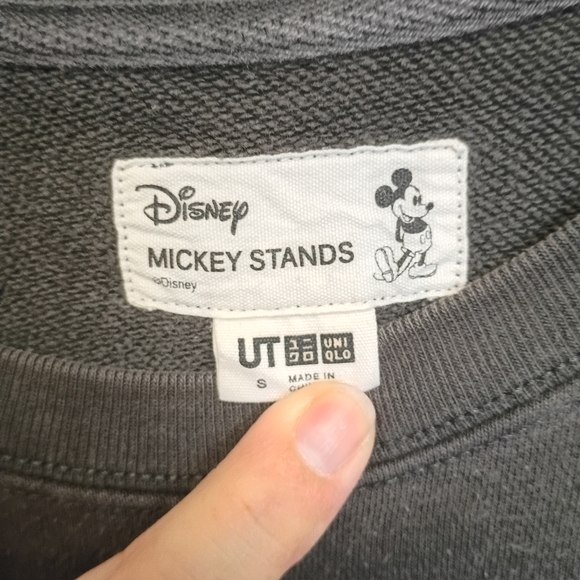 Disney
MICKEY STANDS
©Disney
UT ユニクロ UNIQLO
S MADE IN